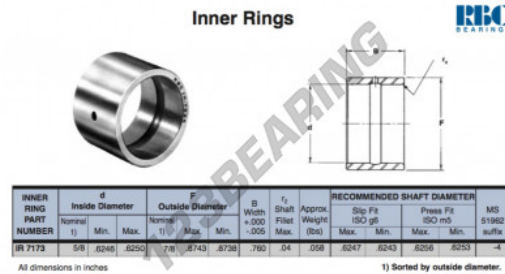 Inner Rings
RBC
BEARINGS
B
r₂
d
F
123BEARING
INNER RING PART NUMBER
d
Inside Diameter
F
Outside Diameter
B
Width
+.000
-.005
r₂
Shaft
Fillet
Max.
Approx.
Weight
(lbs)
RECOMMENDED SHAFT DIAMETER
Slip Fit
ISO g6
Press Fit
ISO m5
MS
51962
suffix
Nominal 1) Min. Max. Nominal 1) Max. Min. Max. Min. Max. Min.
IR 7173 5/8 .6246 .6250 7/8 .8743 .8738 .760 .04 .058 .6247 .6243 .6256 .6253 -4
All dimensions in inches
1) Sorted by outside diameter.